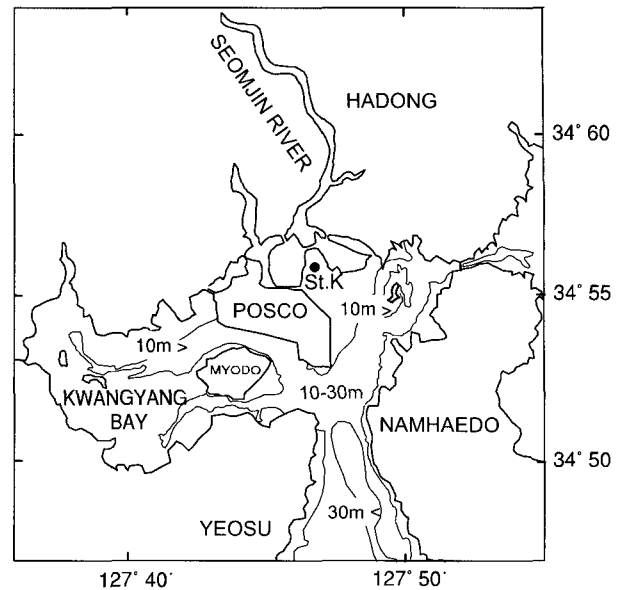 SEOMJIN RIVER
HADONG
34° 60
St.K
34° 55
POSCO
10m >
10m >
MYODO
10-30m
KWANGYANG
BAY
NAMHAEDO
34° 50
30m <
YEOSU
127° 40′
127° 50′